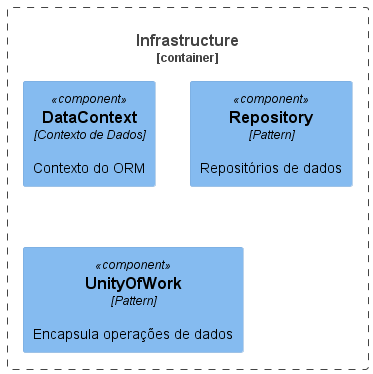 Infrastructure
[container]
«component»
DataContext
[Contexto de Dados]
Contexto do ORM
«component»
Repository
[Pattern]
Repositórios de dados
«component»
UnityOfWork
[Pattern]
Encapsula operações de dados